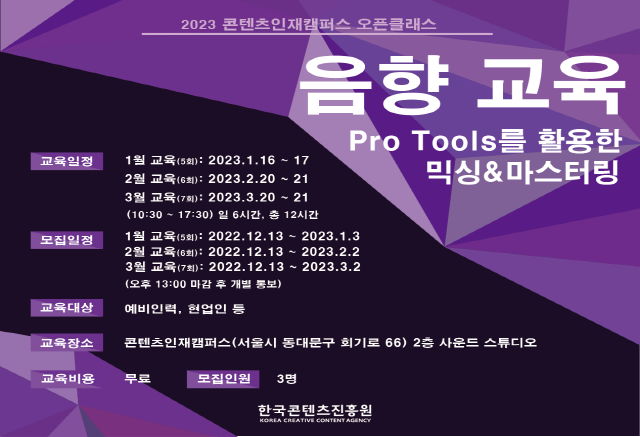 2023 콘텐츠인재캠퍼스 오픈클래스
음향 교육
Pro Tools를 활용한
믹싱&마스터링
교육일정 1월 교육(5회): 2023.1.16 ~ 17
2월 교육(6회): 2023.2.20 ~ 21
3월 교육(7회): 2023.3.20 ~ 21
(10:30 ~ 17:30) 일 6시간, 총 12시간
모집일정 1월 교육(5회): 2022.12.13 ~ 2023.1.3
2월 교육(6회): 2022.12.13 ~ 2023.2.2
3월 교육(7회): 2022.12.13 ~ 2023.3.2
(오후 13:00 마감 후 개별 통보)
교육대상 예비인력, 현업인 등
교육장소 콘텐츠인재캠퍼스(서울시 동대문구 회기로 66) 2층 사운드 스튜디오
교육비용 무료 모집인원 3명
한국콘텐츠진흥원
KOREA CREATIVE CONTENT AGENCY